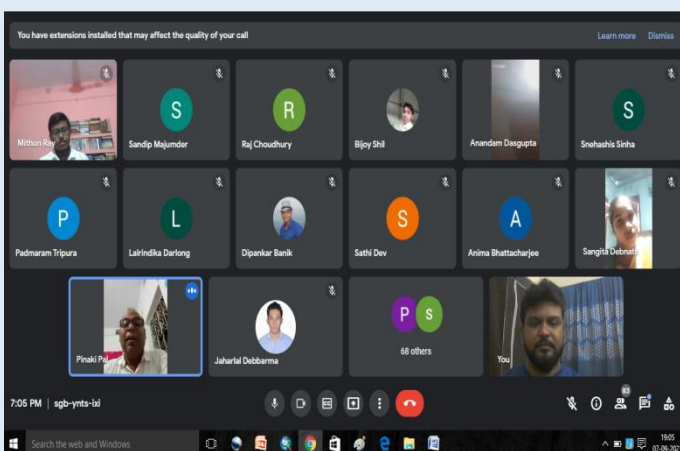 You have extensions installed that may affect the quality of your call
Learn more Dismiss
S
R
S
Mithun Ray
Sandip Majumder
Raj Choudhury
Bijoy Shil
Anandam Dasgupta
Snehashis Sinha
P
L
S
A
Padmaram Tripura
Lalrindika Darlong
Dipankar Banik
Sathi Dev
Anima Bhattacharjee
Sangita Debnath
P s
68 others
Pinaki Pal
Jaharlal Debbarma
You
83
7:05 PM | sgb-ynts-ixi
CC
Search the web and Windows
19:05